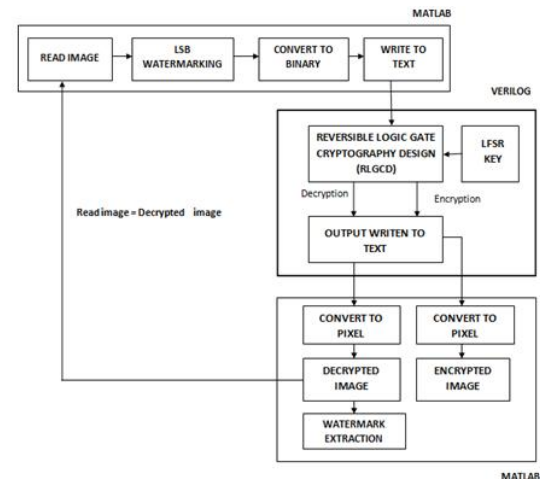 MATLAB
READ IMAGE
LSB
WATERMARKING
CONVERT TO
BINARY
WRITE TO
TEXT
VERILOG
REVERSIBLE LOGIC GATE
CRYPTOGRAPHY DESIGN
(RLGCD)
LFSR
KEY
Decryption
Encryption
Read image = Decrypted image
OUTPUT WRITEN TO
TEXT
CONVERT TO
PIXEL
CONVERT TO
PIXEL
DECRYPTED
IMAGE
ENCRYPTED
IMAGE
WATERMARK
EXTRACTION
MATLAB